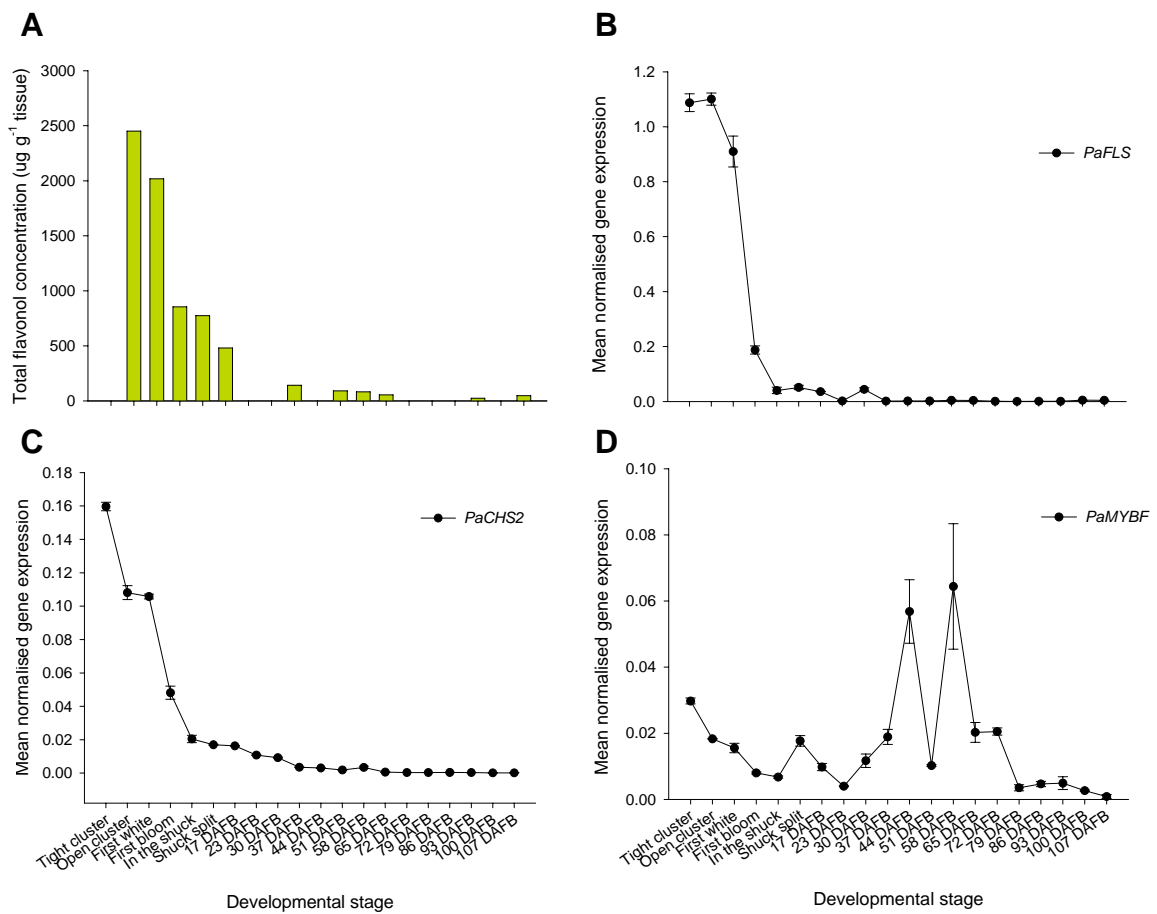 A
Total flavonol concentration (ug g-1 tissue)
3000
2500
2000
1500
1000
500
0
B
Mean normalised gene expression
1.2
1.0
0.8
0.6
0.4
0.2
0.0
PaFLS
C
Mean normalised gene expression
0.18
0.16
0.14
0.12
0.10
0.08
0.06
0.04
0.02
0.00
PaCHS2
Tight cluster
Open cluster
First white
First bloom
In the shuck
Shuck split
17 DAFB
23 DAFB
30 DAFB
37 DAFB
44 DAFB
51 DAFB
58 DAFB
65 DAFB
72 DAFB
79 DAFB
86 DAFB
93 DAFB
100 DAFB
107 DAFB
Developmental stage
D
Mean normalised gene expression
0.10
0.08
0.06
0.04
0.02
0.00
PaMYBF
Tight cluster
Open cluster
First white
First bloom
In the shuck
Shuck split
17 DAFB
23 DAFB
30 DAFB
37 DAFB
44 DAFB
51 DAFB
58 DAFB
65 DAFB
72 DAFB
79 DAFB
86 DAFB
93 DAFB
100 DAFB
107 DAFB
Developmental stage